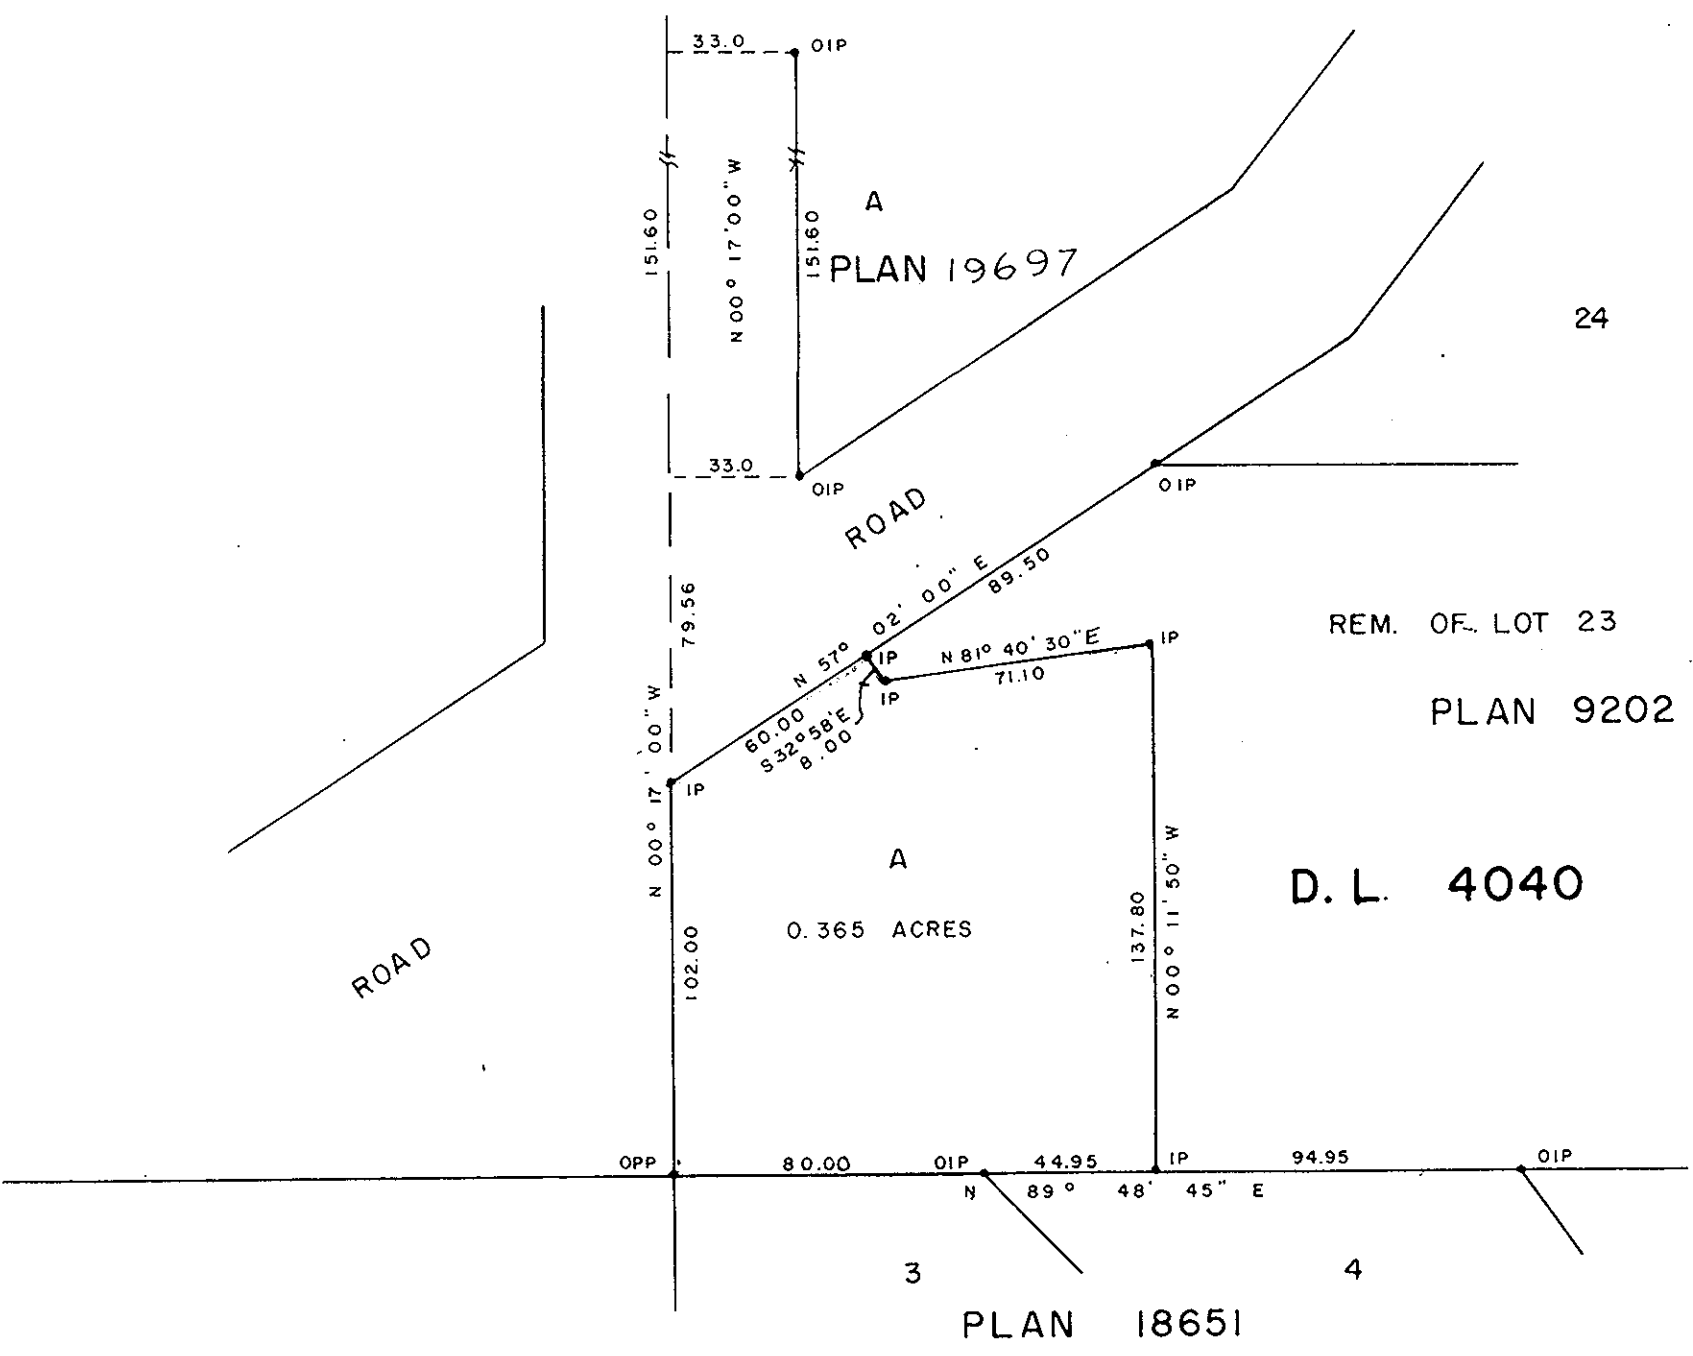 33.0
OIP
151.60
N 00° 17' 00" W
151.60
A
PLAN 19697
24
33.0
OIP
OIP
ROAD
79.56
N 57° 02' 00" E
89.50
REM. OF LOT 23
PLAN 9202
IP
IP
N 81° 40' 30" E
71.10
IP
60.00
S 32° 58' E
8.00
N 00° 17' 00" W
IP
A
0.365 ACRES
D. L. 4040
137.80
N 00° 11' 50" W
102.00
ROAD
OPP
80.00
OIP
44.95
IP
94.95
OIP
N 89° 48' 45" E
3
4
PLAN 18651